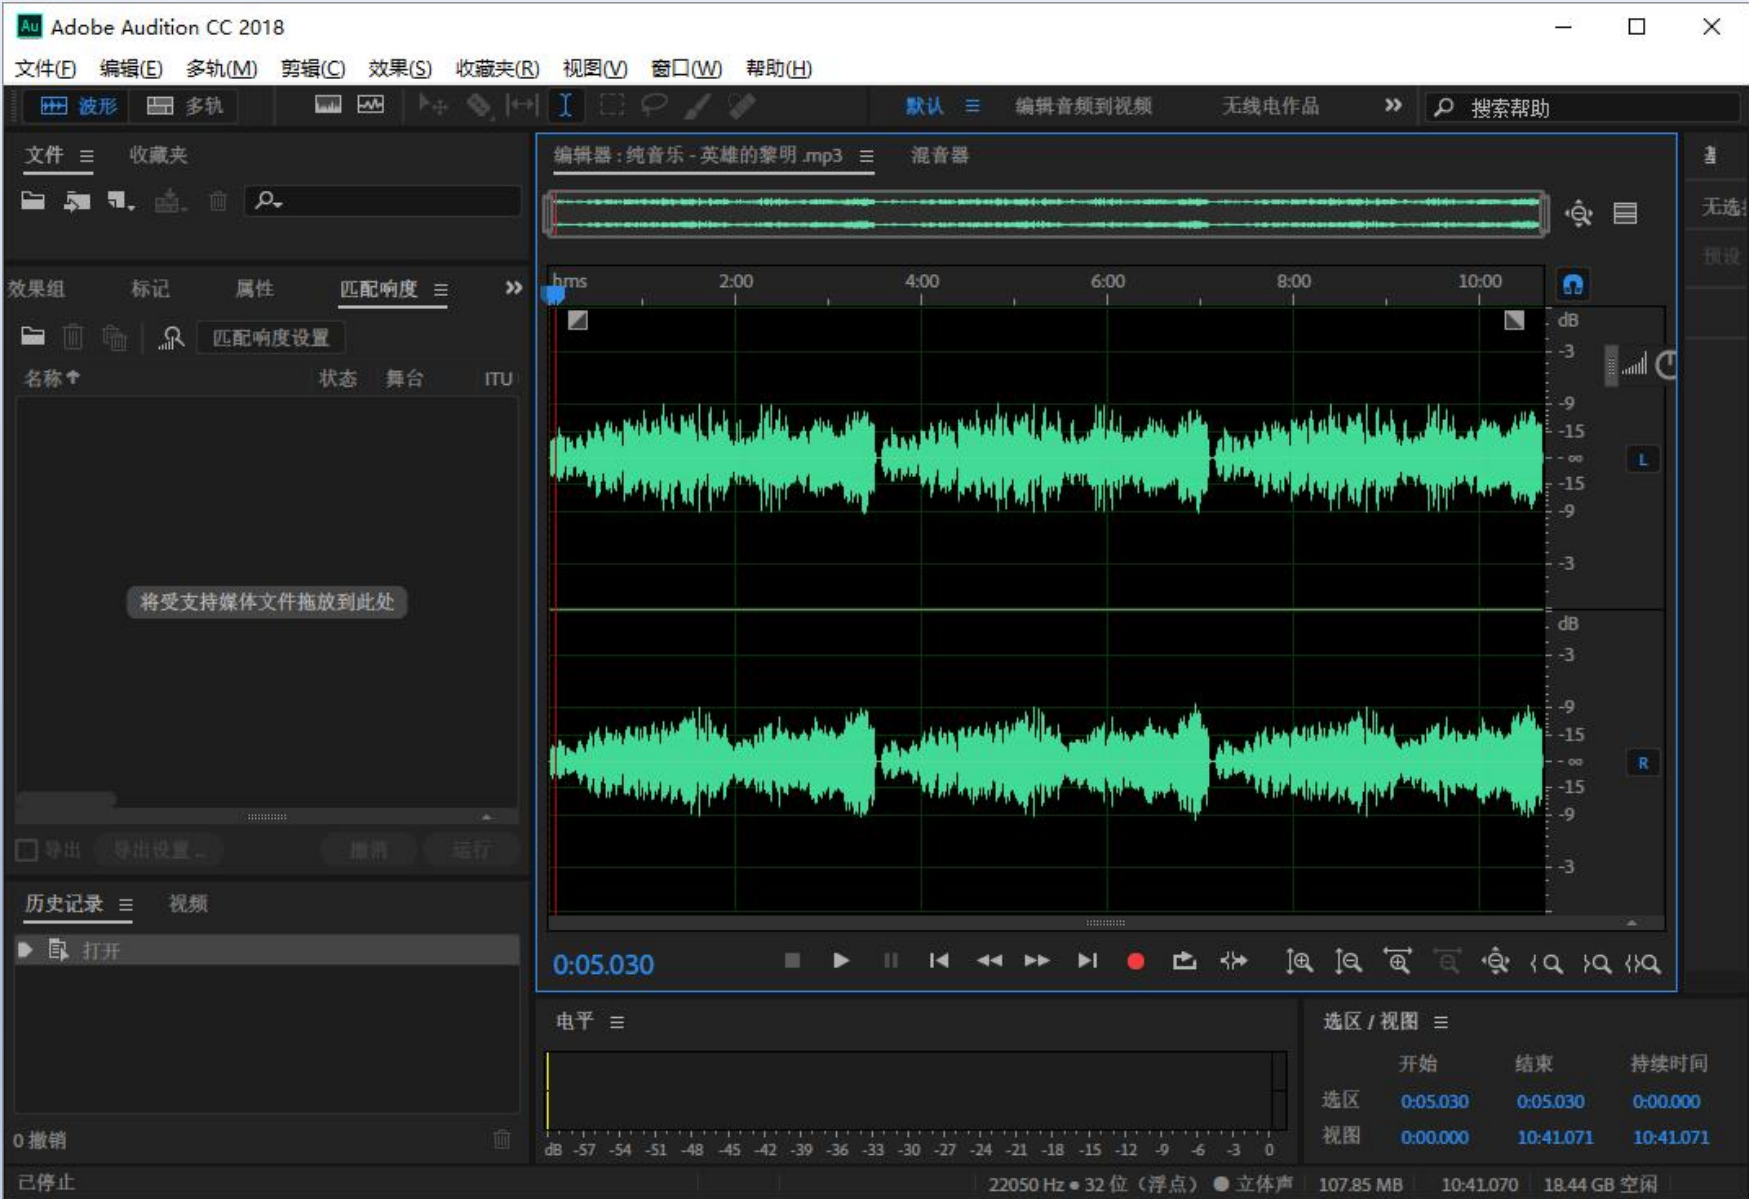 Au Adobe Audition CC 2018
文件(F) 编辑(E) 多轨(M) 剪辑(C) 效果(S) 收藏夹(R) 视图(V) 窗口(W) 帮助(H)
波形 多轨 默认 编辑音频到视频 无线电作品 搜索帮助
文件 收藏夹
编辑器 : 纯音乐 - 英雄的黎明 .mp3 混音器
无选
预设
效果组 标记 属性 匹配响度
hms 2:00 4:00 6:00 8:00 10:00
匹配响度设置
名称 状态 舞台 ITU
将受支持媒体文件拖放到此处
导出 导出设置 ... 撤消 运行
dB
-3
-9
-15
- ∞
-15
-9
-3
L
dB
-3
-9
-15
- ∞
-15
-9
-3
R
历史记录 视频
打开
0 撤销
0:05.030
电平
dB -57 -54 -51 -48 -45 -42 -39 -36 -33 -30 -27 -24 -21 -18 -15 -12 -9 -6 -3 0
选区 / 视图
开始 结束 持续时间
选区 0:05.030 0:05.030 0:00.000
视图 0:00.000 10:41.071 10:41.071
已停止 22050 Hz ● 32 位（浮点） ● 立体声 107.85 MB 10:41.070 18.44 GB 空闲